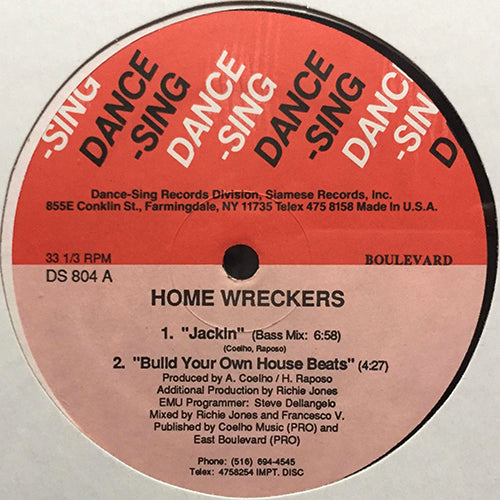 -SING
DANCE
-SING
DANCE
-SING
DANCE
-SING
DANCE
-SING
D
Dance-Sing Records Division, Siamese Records, Inc.
855E Conklin St., Farmingdale, NY 11735 Telex 475 8158 Made In U.S.A.
33 1/3 RPM
BOULEVARD
DS 804 A
HOME WRECKERS
1. "Jackin" (Bass Mix: 6:58)
(Coelho, Raposo)
2. "Build Your Own House Beats" (4:27)
Produced by A. Coelho / H. Raposo
Additional Production by Richie Jones
EMU Programmer: Steve Dellangelo
Mixed by Richie Jones and Francesco V.
Published by Coelho Music (PRO) and
East Boulevard (PRO)
Phone: (516) 694-4545
Telex: 4758254 IMPT. DISC